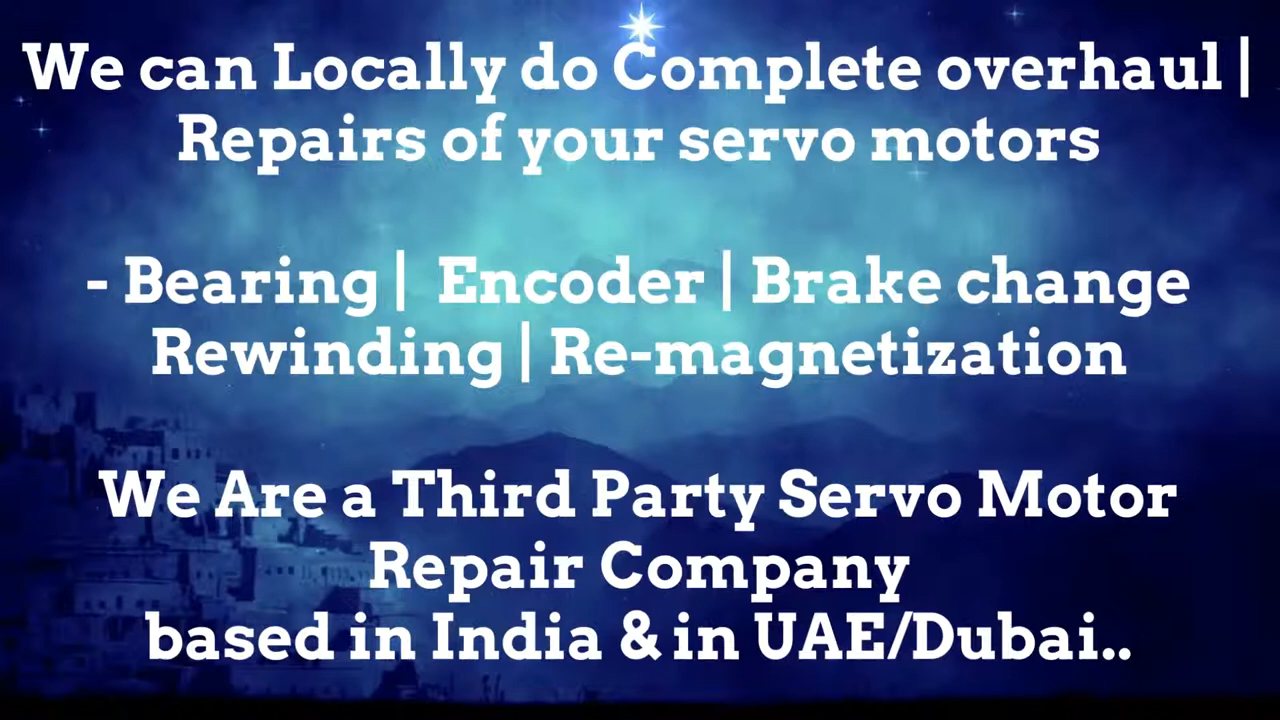 We can Locally do Complete overhaul |
Repairs of your servo motors
- Bearing | Encoder | Brake change
Rewinding | Re-magnetization
We Are a Third Party Servo Motor
Repair Company
based in India & in UAE/Dubai..